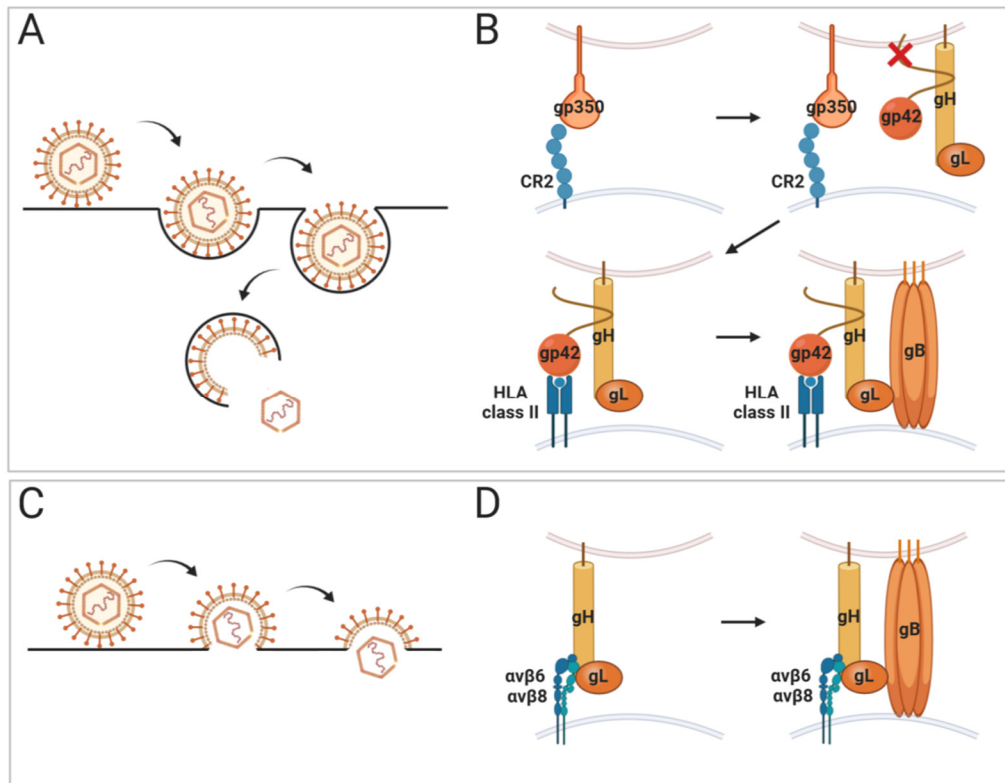 A
B
gp350
CR2
gp350
CR2
gp42
gH
gL
gp42
gH
gL
HLA
class II
gp42
gH
gL
gB
HLA
class II
C
D
gH
gL
αvβ6
αvβ8
gH
gL
gB
αvβ6
αvβ8